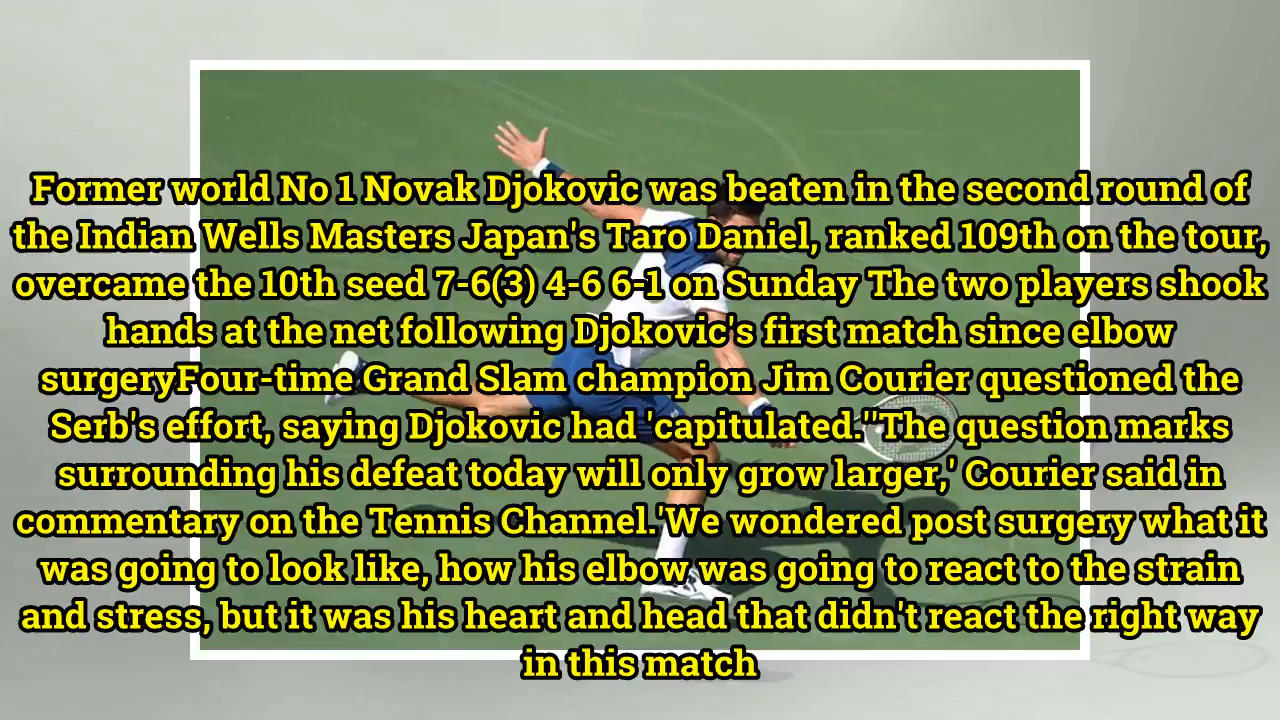 Former world No 1 Novak Djokovic was beaten in the second round of
the Indian Wells Masters Japan's Taro Daniel, ranked 109th on the tour,
overcame the 10th seed 7-6(3) 4-6 6-1 on Sunday The two players shook
hands at the net following Djokovic's first match since elbow
surgeryFour-time Grand Slam champion Jim Courier questioned the
Serb's effort, saying Djokovic had 'capitulated.''The question marks
surrounding his defeat today will only grow larger,' Courier said in
commentary on the Tennis Channel.'We wondered post surgery what it
was going to look like, how his elbow was going to react to the strain
and stress, but it was his heart and head that didn't react the right way
in this match